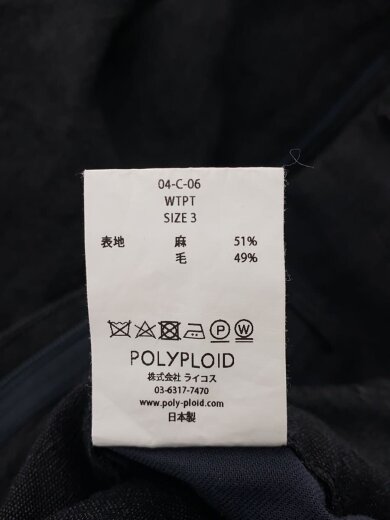 04-C-06
WTPT
SIZE 3
表地 麻 51%
毛 49%
P W
POLYPLOID
株式会社 ライコス
03-6317-7470
www.poly-ploid.com
日本製